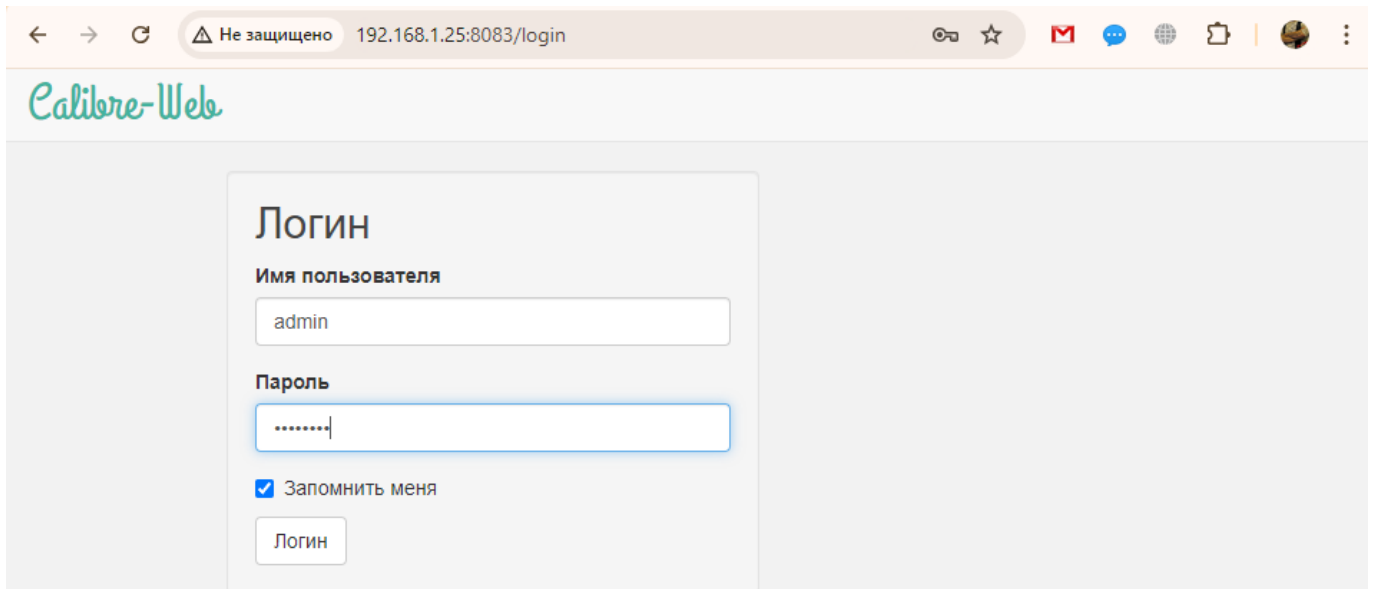 Не защищено 192.168.1.25:8083/login
Calibre-Web
Логин
Имя пользователя
admin
Пароль
••••••••
Запомнить меня
Логин